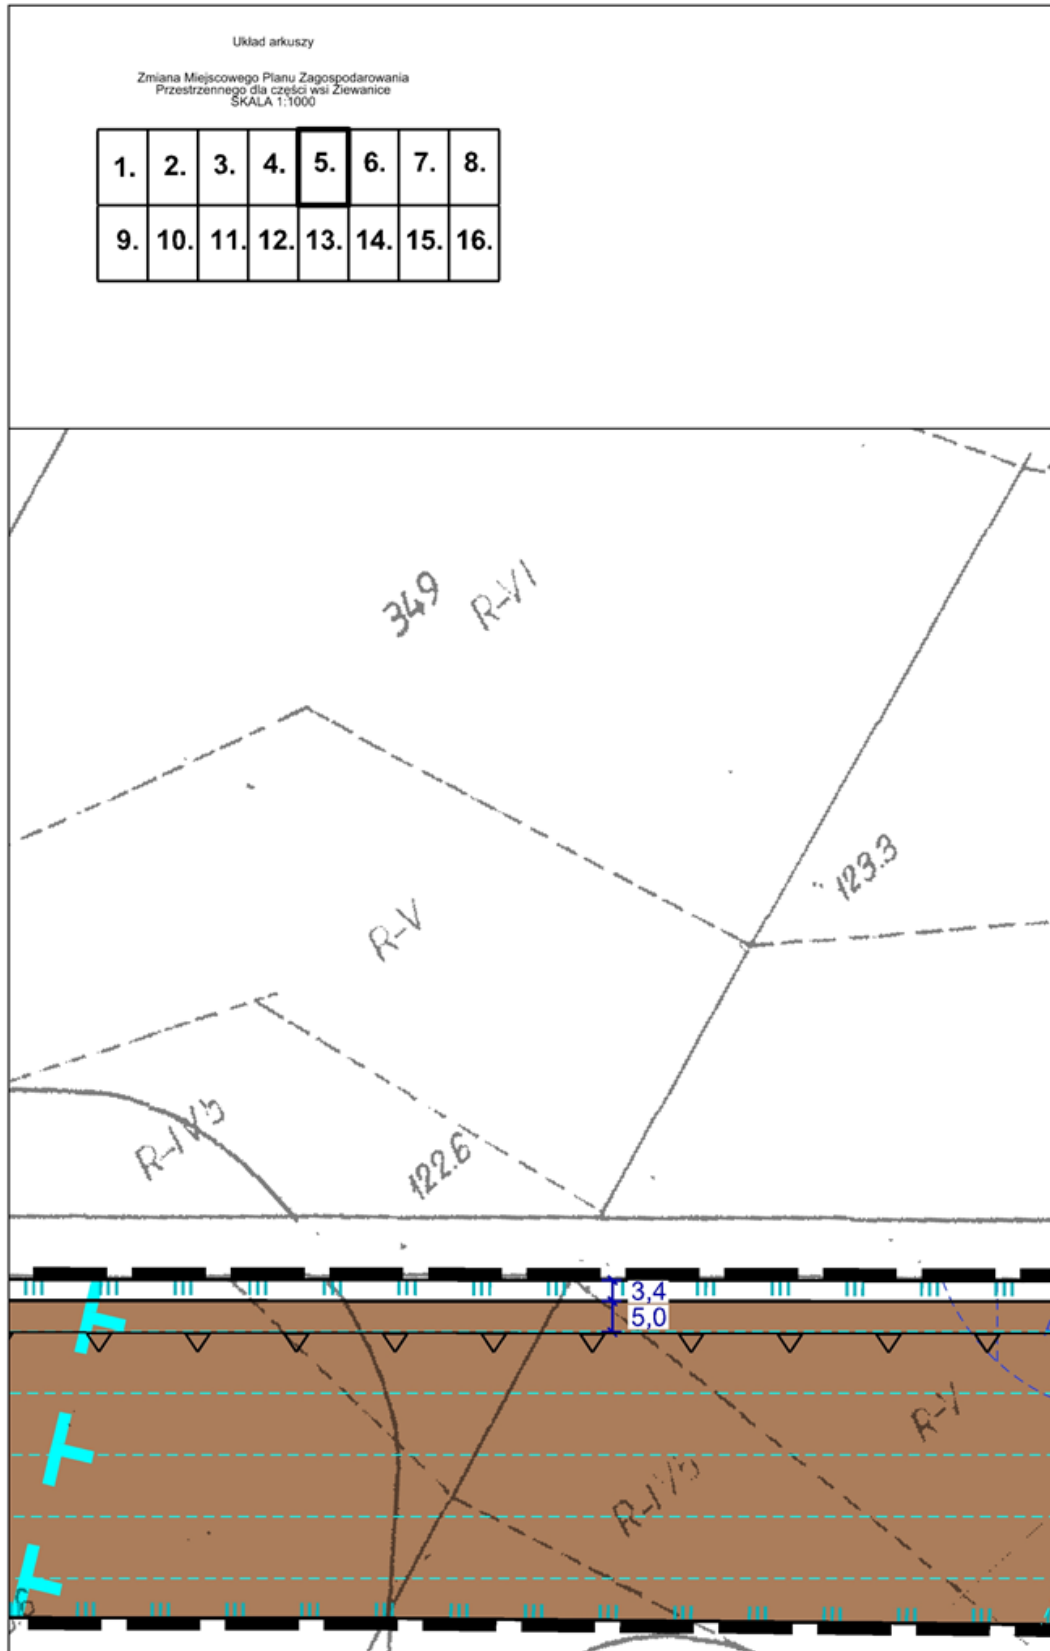 Układ arkuszy
Zmiana Miejscowego Planu Zagospodarowania
Przestrzennego dla części wsi Ziewanice
SKALA 1:1000
1. 2. 3. 4. 5. 6. 7. 8.
9. 10. 11. 12. 13. 14. 15. 16.
349 R-VI
123.3
R-V
R-IVb
122.6
3,4
5,0
R-V
R-IVb